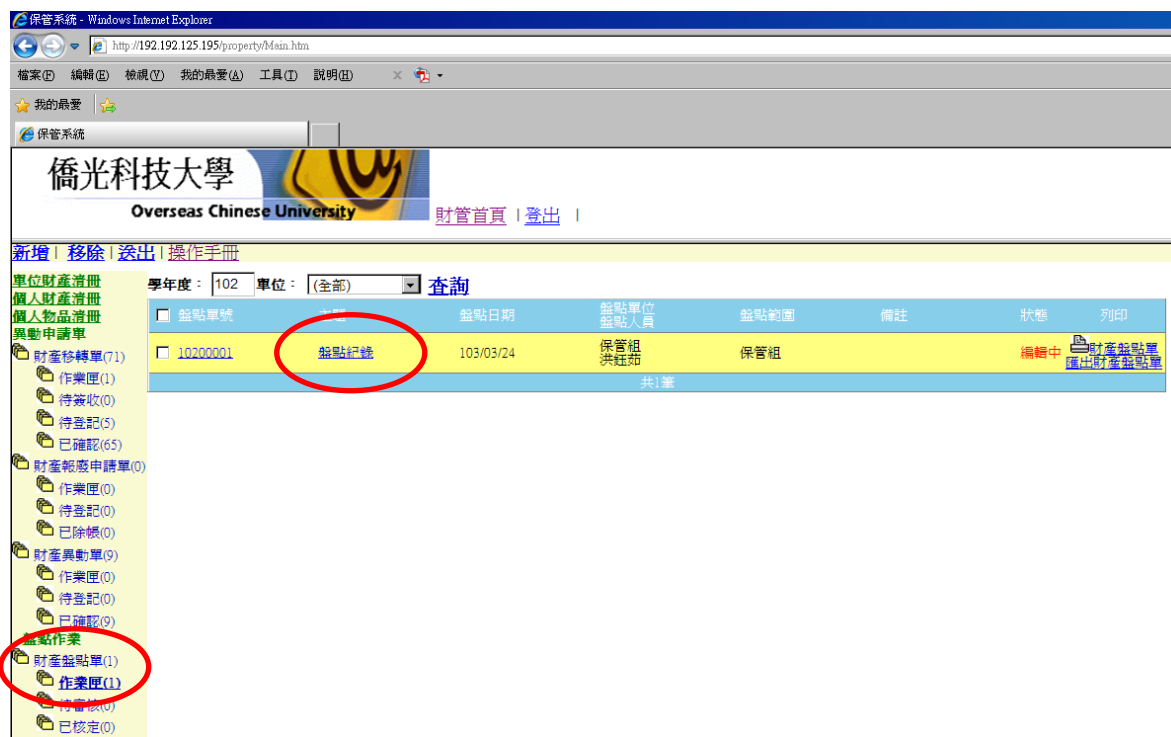 保管系統 - Windows Internet Explorer
http://192.192.125.195/property/Main.htm
檔案(F) 編輯(E) 檢視(V) 我的最愛(A) 工具(T) 說明(H) x
我的最愛
保管系統
僑光科技大學
Overseas Chinese University
財管首頁 | 登出 |
新增 | 移除 | 送出 | 操作手冊
單位財產清冊
個人財產清冊
個人物品清冊
異動申請單
財產移轉單(71)
作業匣(1)
待簽收(0)
待登記(5)
已確認(65)
財產報廢申請單(0)
作業匣(0)
待登記(0)
已除帳(0)
財產異動單(9)
作業匣(0)
待登記(0)
已確認(9)
盤點作業
財產盤點單(1)
作業匣(1)
待審核(0)
已核定(0)
學年度: 102 單位: (全部) 查詢
盤點單號 主題 盤點日期 盤點單位 盤點範圍 備註 狀態 列印
盤點人員
10200001 盤點紀錄 103/03/24 保管組 保管組 編輯中 財產盤點單
洪鈺茹 匯出財產盤點單
共1筆